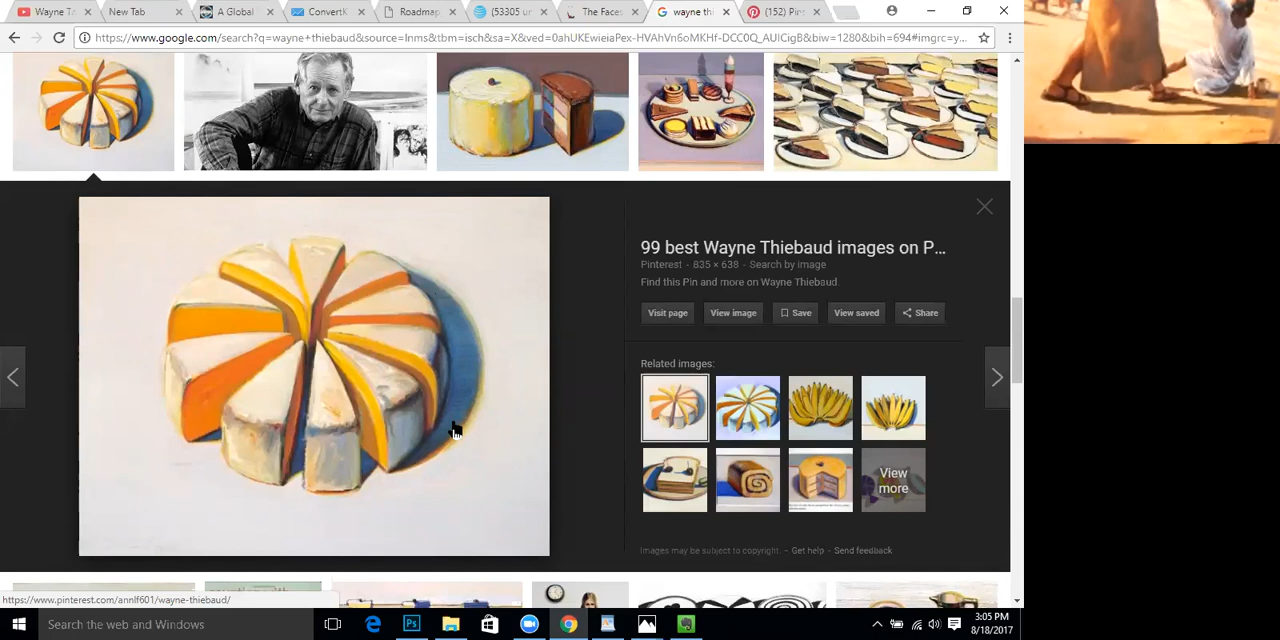 Wayne T
New Tab
A Global
ConvertK
Roadmap
(53305 ur
The Faces
wayne thi
(152) Pin
https://www.google.com/search?q=wayne+thiebaud&source=lnms&tbm=isch&sa=X&ved=0ahUKEwieiaPex-HVAhVn6oMKHf-DCC0Q_AUICigB&biw=1280&bih=694#imgrc=y...
99 best Wayne Thiebaud images on P...
Pinterest - 835 × 638 - Search by image
Find this Pin and more on Wayne Thiebaud.
Visit page
View image
Save
View saved
Share
Related images:
View
more
Images may be subject to copyright. - Get help - Send feedback
https://www.pinterest.com/annlf601/wayne-thiebaud/
Search the web and Windows
3:05 PM
8/18/2017